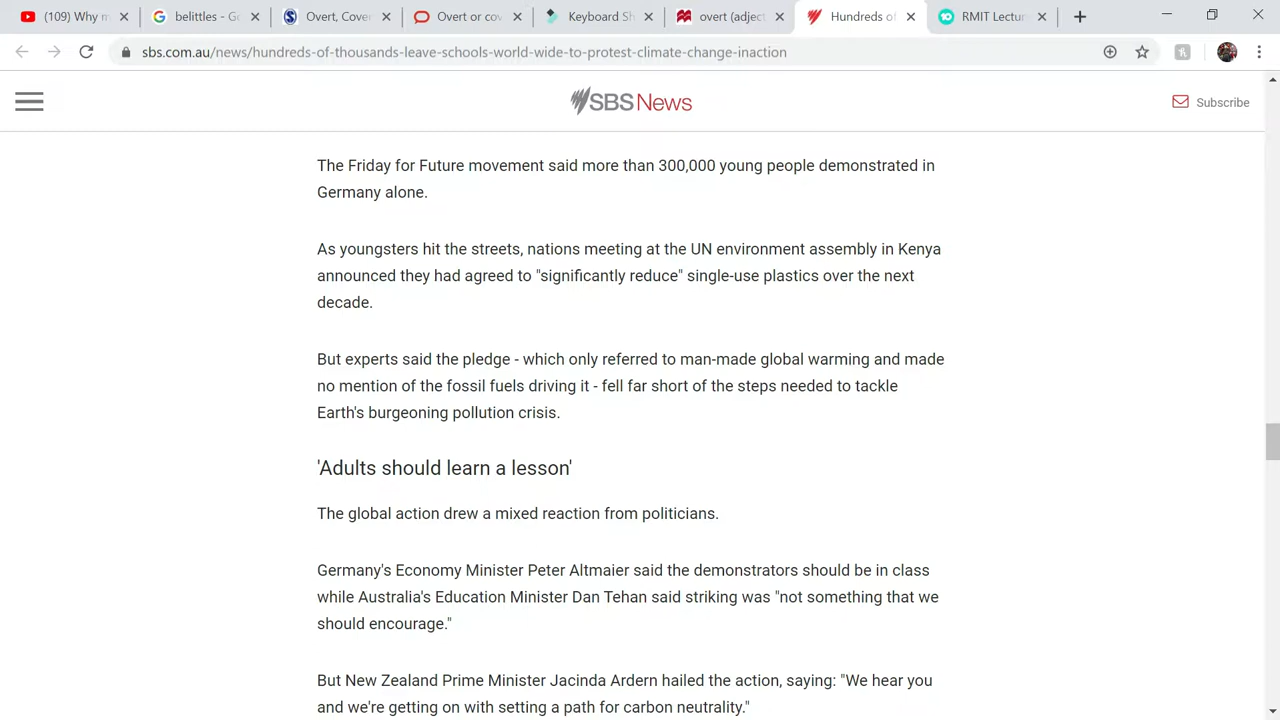 (109) Why m
belittles - G
Overt, Cover
Overt or cov
Keyboard Sh
overt (adject
Hundreds of
RMIT Lectur
sbs.com.au/news/hundreds-of-thousands-leave-schools-world-wide-to-protest-climate-change-inaction
SBS News
Subscribe
The Friday for Future movement said more than 300,000 young people demonstrated in
Germany alone.
As youngsters hit the streets, nations meeting at the UN environment assembly in Kenya
announced they had agreed to "significantly reduce" single-use plastics over the next
decade.
But experts said the pledge - which only referred to man-made global warming and made
no mention of the fossil fuels driving it - fell far short of the steps needed to tackle
Earth's burgeoning pollution crisis.
'Adults should learn a lesson'
The global action drew a mixed reaction from politicians.
Germany's Economy Minister Peter Altmaier said the demonstrators should be in class
while Australia's Education Minister Dan Tehan said striking was "not something that we
should encourage."
But New Zealand Prime Minister Jacinda Ardern hailed the action, saying: "We hear you
and we're getting on with setting a path for carbon neutrality."